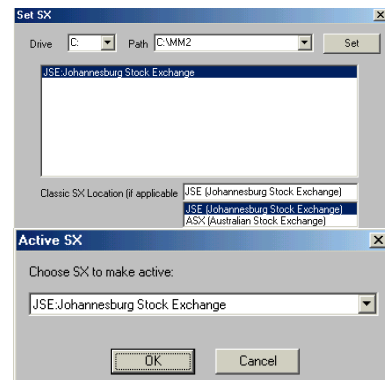 Set SX
Drive C: Path C:\MM2 Set
JSE:Johannesburg Stock Exchange
Classic SX Location (if applicable JSE (Johannesburg Stock Exchange)
JSE (Johannesburg Stock Exchange)
ASX (Australian Stock Exchange)
Active SX
Choose SX to make active:
JSE:Johannesburg Stock Exchange
OK Cancel